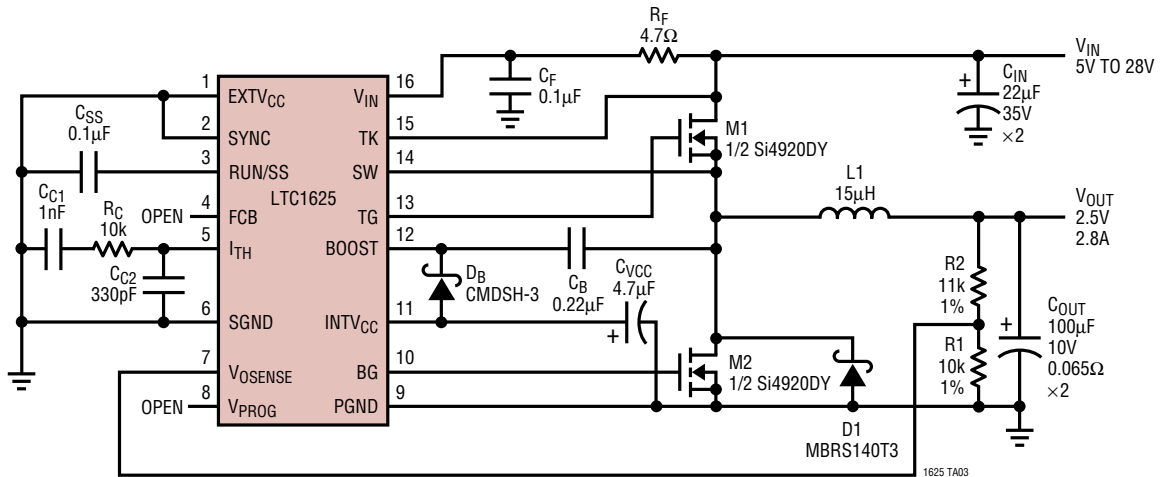 RF
4.7Ω
VIN
5V TO 28V
CF
0.1µF
+
CIN
22µF
35V
×2
1
EXTVCC
VIN
16
2
SYNC
TK
15
3
RUN/SS
SW
14
4
FCB
TG
13
5
ITH
BOOST
12
6
SGND
INTVCC
11
7
VOSENSE
BG
10
8
VPROG
PGND
9
LTC1625
CSS
0.1µF
CC1
1nF
RC
10k
OPEN
CC2
330pF
OPEN
M1
1/2 Si4920DY
L1
15µH
VOUT
2.5V
2.8A
DB
CMDSH-3
CB
0.22µF
CVCC
4.7µF
+
R2
11k
1%
R1
10k
1%
+
COUT
100µF
10V
0.065Ω
×2
M2
1/2 Si4920DY
D1
MBRS140T3
1625 TA03